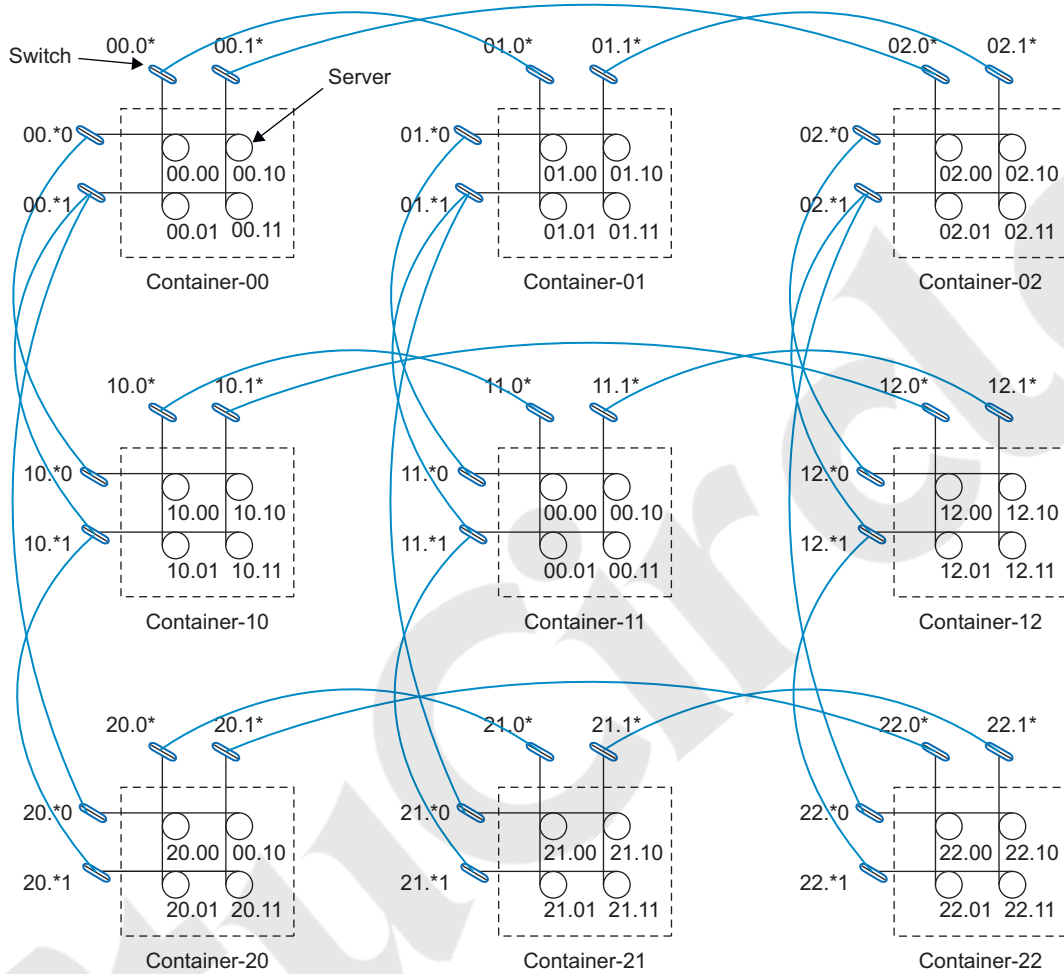 00.0* 00.1* 01.0* 01.1* 02.0* 02.1*
Switch
Server
00.*0 01.*0 02.*0
00.00 00.10 01.00 01.10 02.00 02.10
00.*1 01.*1 02.*1
00.01 00.11 01.01 01.11 02.01 02.11
Container-00 Container-01 Container-02
10.0* 10.1* 11.0* 11.1* 12.0* 12.1*
10.*0 11.*0 12.*0
10.00 10.10 00.00 00.10 12.00 12.10
10.*1 11.*1 12.*1
10.01 10.11 00.01 00.11 12.01 12.11
Container-10 Container-11 Container-12
20.0* 20.1* 21.0* 21.1* 22.0* 22.1*
20.*0 21.*0 22.*0
20.00 00.10 21.00 21.10 22.00 22.10
20.*1 21.*1 22.*1
20.01 20.11 21.01 21.11 22.01 22.11
Container-20 Container-21 Container-22